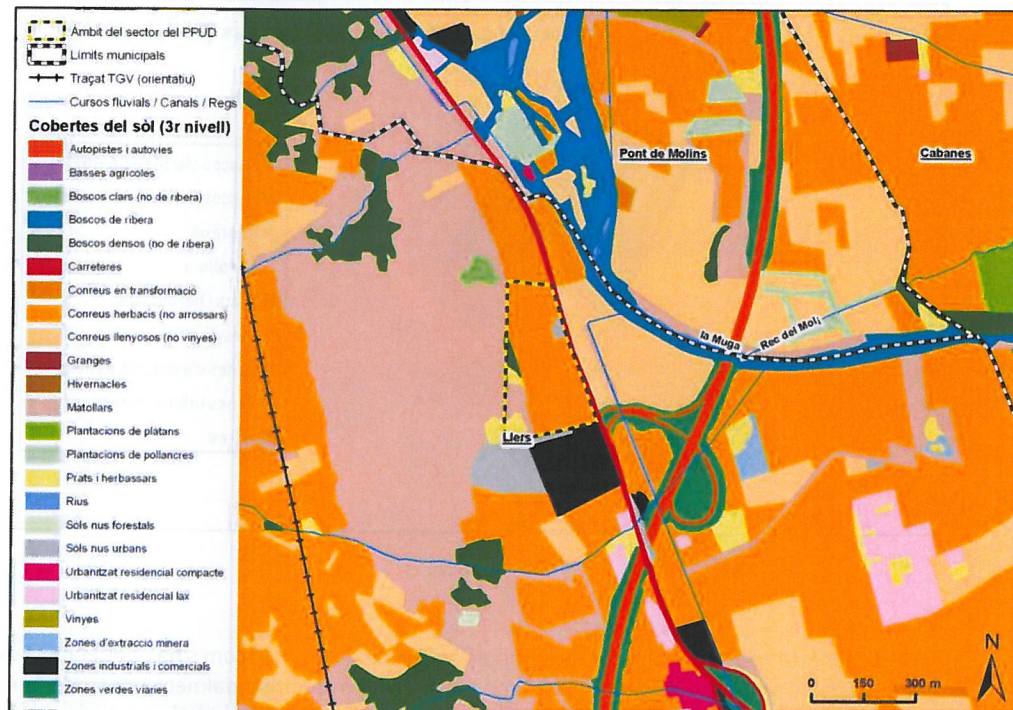 Àmbit del sector del PPUD
Límits municipals
Traçat TGV (orientatiu)
Cursos fluvials / Canals / Regs
Cobertes del sòl (3r nivell)
Autopistes i autovies
Basses agrícoles
Boscos clars (no de ribera)
Boscos de ribera
Boscos densos (no de ribera)
Carreteres
Conreus en transformació
Conreus herbacis (no arrossars)
Conreus llenyosos (no vinyes)
Granges
Hivernacles
Matollars
Plantacions de plàtans
Plantacions de pollancres
Prats i herbassars
Rius
Sòls nus forestals
Sòls nus urbans
Urbanitzat residencial compacte
Urbanitzat residencial lax
Vinyes
Zones d'extracció minera
Zones industrials i comercials
Zones verdes viàries
Pont de Molins
Cabanes
la Muga
Rec del Molí
Llers
N
0 150 300 m